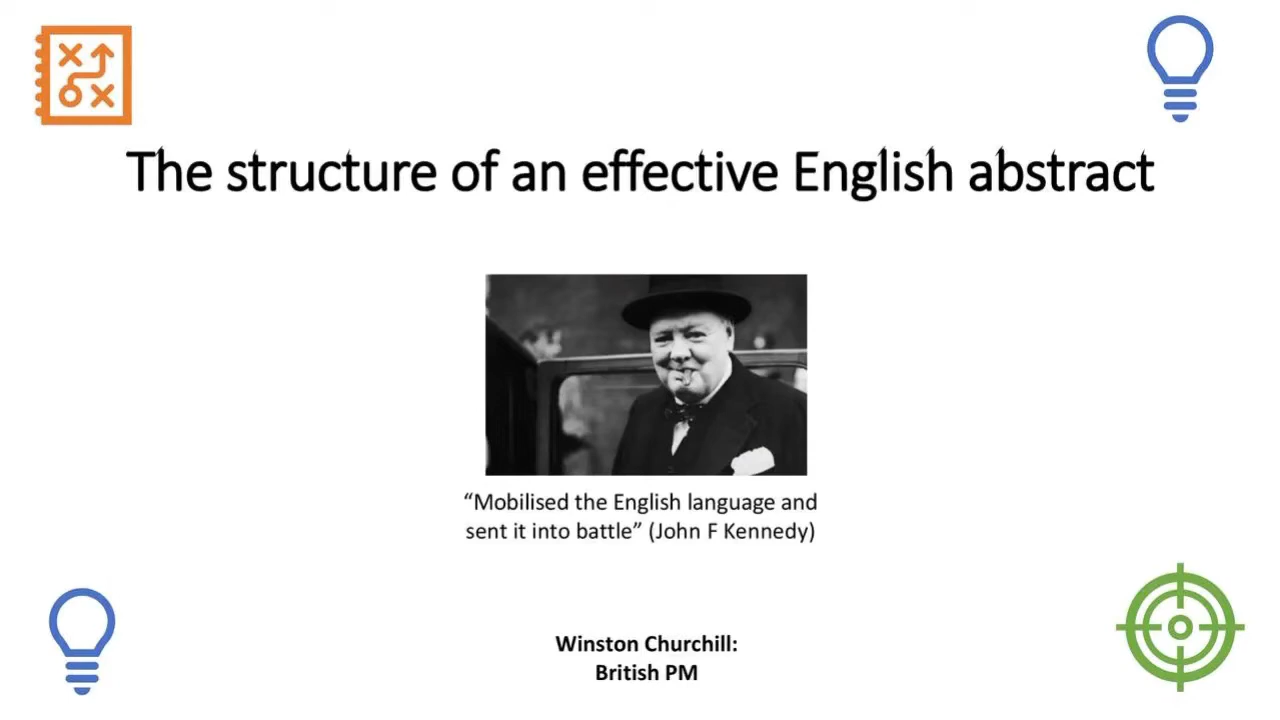 The structure of an effective English abstract
“Mobilised the English language and
sent it into battle” (John F Kennedy)
Winston Churchill:
British PM